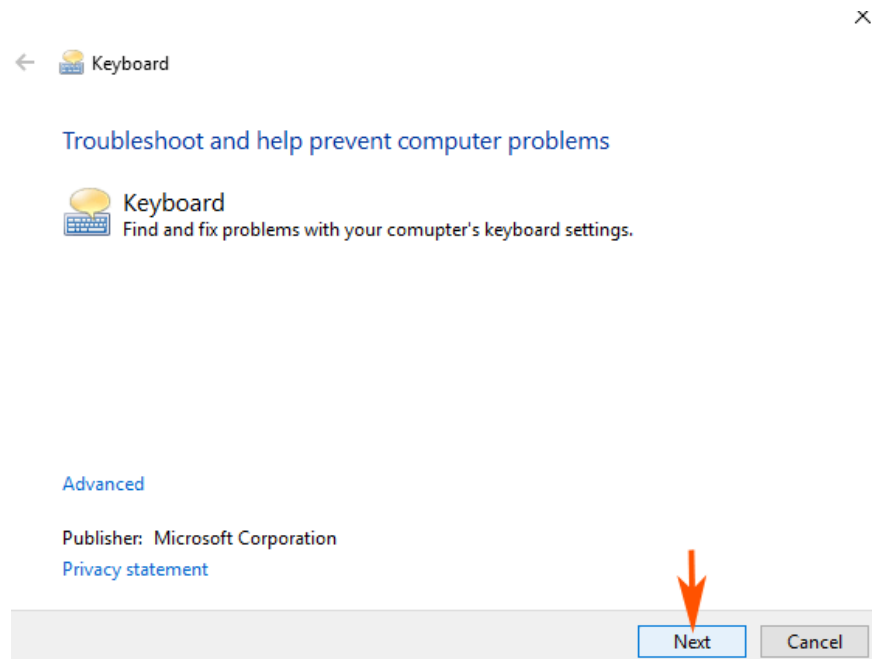 Keyboard
Troubleshoot and help prevent computer problems
Keyboard
Find and fix problems with your comupter's keyboard settings.
Advanced
Publisher: Microsoft Corporation
Privacy statement
Next Cancel